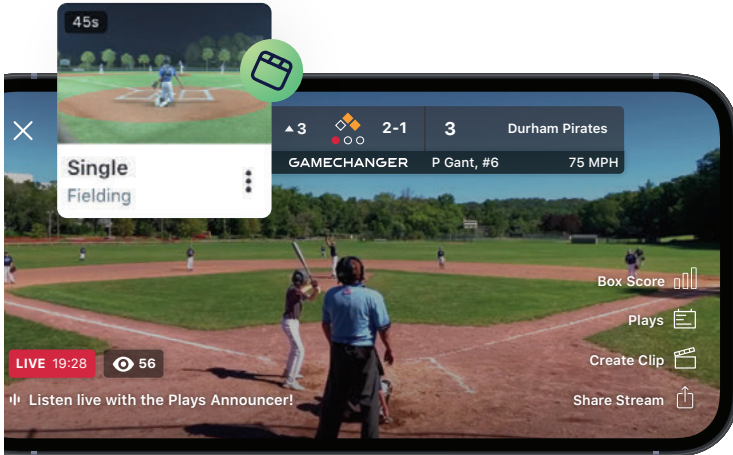 45s
Single
Fielding
▲3
2-1
3
Durham Pirates
GAMECHANGER
P Gant, #6
75 MPH
Box Score
Plays
Create Clip
Share Stream
LIVE 19:28
56
Listen live with the Plays Announcer!